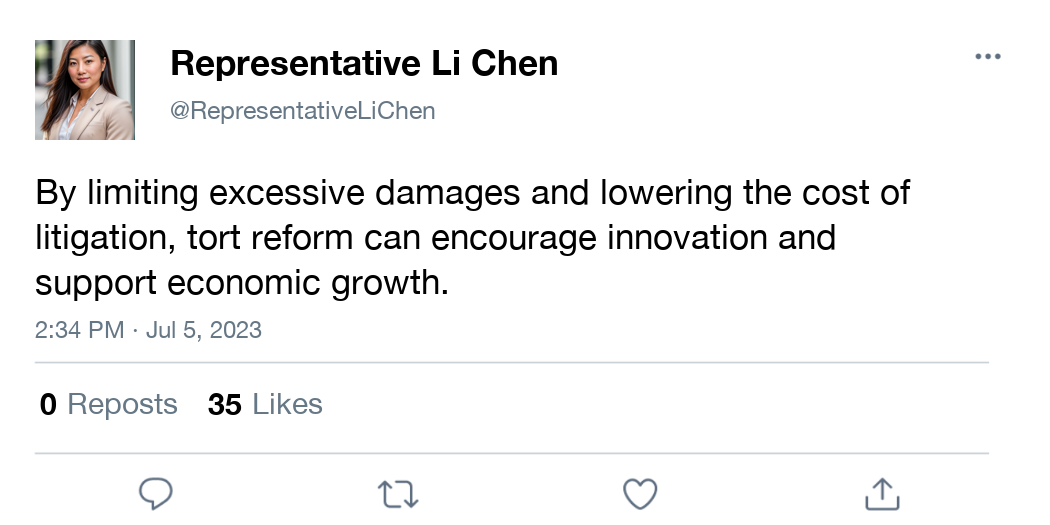 Representative Li Chen
@RepresentativeLiChen
By limiting excessive damages and lowering the cost of
litigation, tort reform can encourage innovation and
support economic growth.
2:34 PM · Jul 5, 2023
0 Reposts 35 Likes